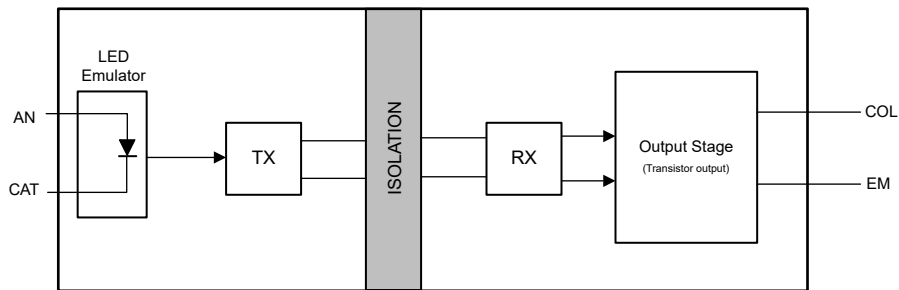 LED
Emulator
AN
CAT
TX
ISOLATION
RX
Output Stage
(Transistor output)
COL
EM